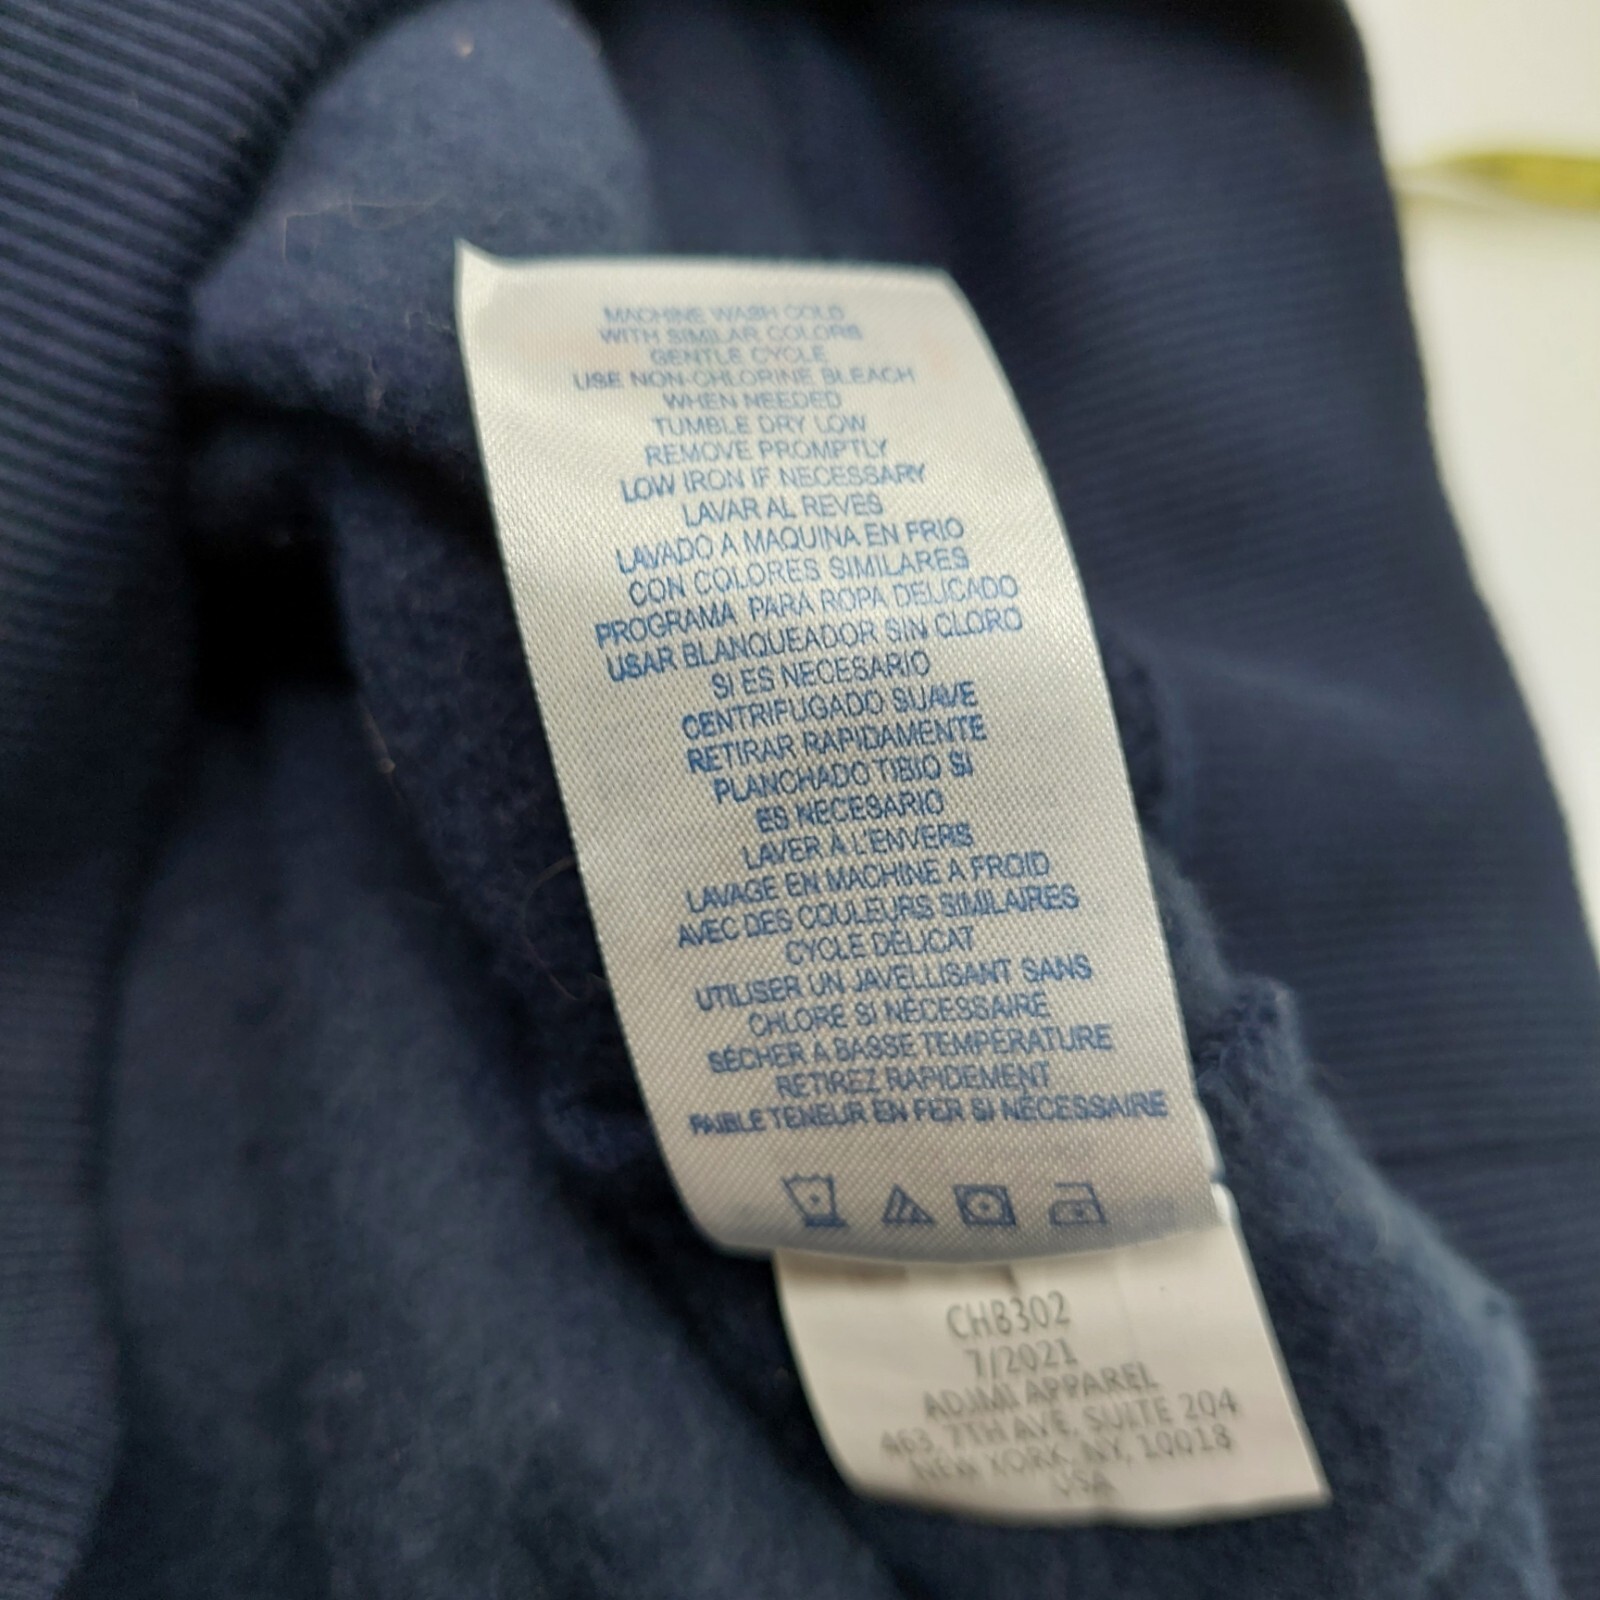 MACHINE WASH COLD
WITH SIMILAR COLORS
GENTLE CYCLE
USE NON-CHLORINE BLEACH
WHEN NEEDED
TUMBLE DRY LOW
REMOVE PROMPTLY
LOW IRON IF NECESSARY
LAVAR AL REVES
LAVADO A MAQUINA EN FRIO
CON COLORES SIMILARES
PROGRAMA PARA ROPA DELICADO
USAR BLANQUEADOR SIN CLORO
SI ES NECESARIO
CENTRIFUGADO SUAVE
RETIRAR RAPIDAMENTE
PLANCHADO TIBIO SI
ES NECESARIO
LAVER À L'ENVERS
LAVAGE EN MACHINE A FROID
AVEC DES COULEURS SIMILAIRES
CYCLE DÉLICAT
UTILISER UN JAVELLISANT SANS
CHLORE SI NÉCESSAIRE
SÉCHER A BASSE TEMPÉRATURE
RETIREZ RAPIDEMENT
FAIBLE TENEUR EN FER SI NÉCESSAIRE
CHB302
7/2021
ADJMI APPAREL
463, 7TH AVE, SUITE 204
NEW YORK, NY, 10018
USA